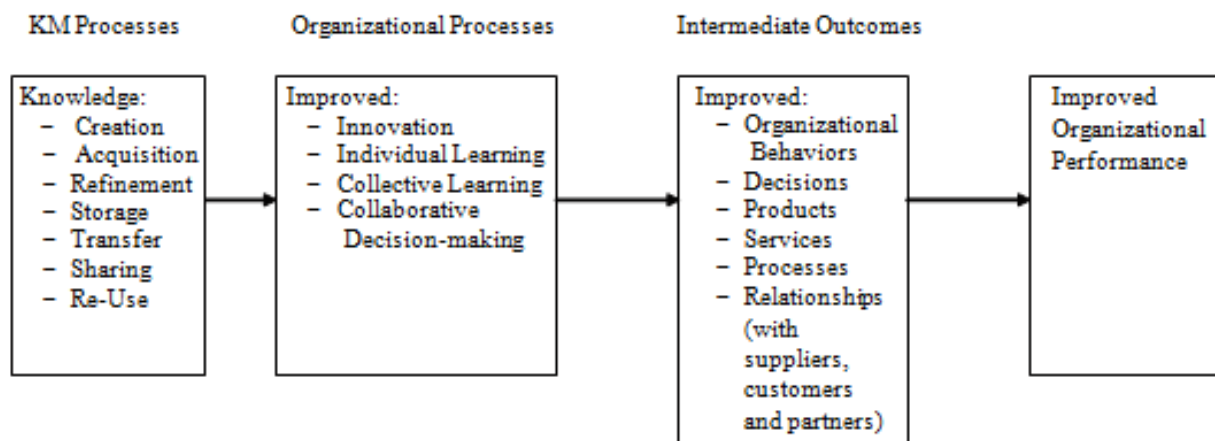 KM Processes
Organizational Processes
Intermediate Outcomes
Knowledge:
– Creation
– Acquisition
– Refinement
– Storage
– Transfer
– Sharing
– Re-Use
Improved:
– Innovation
– Individual Learning
– Collective Learning
– Collaborative
Decision-making
Improved:
– Organizational
Behaviors
– Decisions
– Products
– Services
– Processes
– Relationships
(with
suppliers,
customers
and partners)
Improved
Organizational
Performance